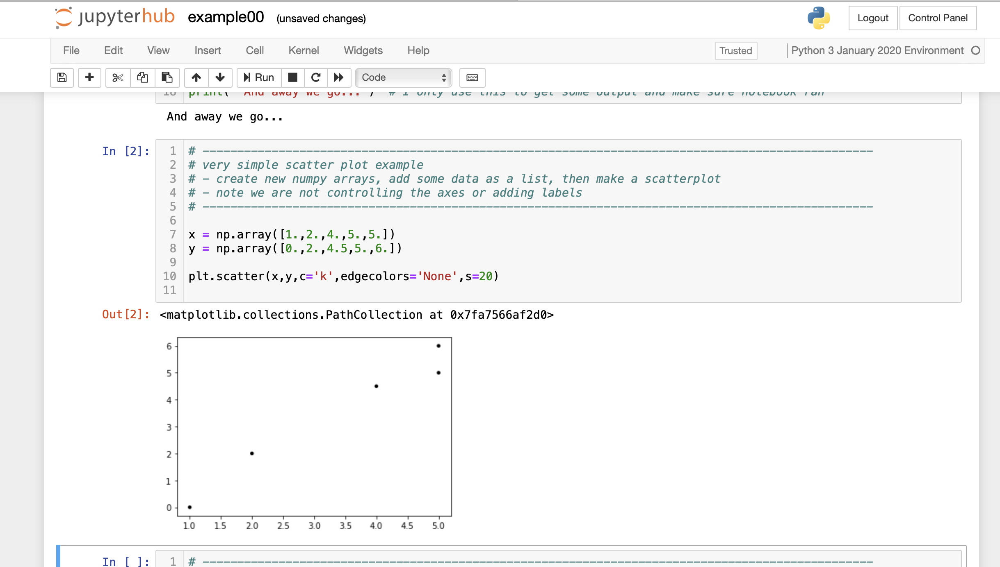 jupyterhub example00 (unsaved changes) Logout Control Panel
File Edit View Insert Cell Kernel Widgets Help Trusted Python 3 January 2020 Environment
Run Code
18 print( "And away we go... ") # I only use this to get some output and make sure notebook ran
And away we go...
In [2]: 1 # -------------------------------------------------------------------------------------------------
2 # very simple scatter plot example
3 # - create new numpy arrays, add some data as a list, then make a scatterplot
4 # - note we are not controlling the axes or adding labels
5 # -------------------------------------------------------------------------------------------------
6
7 x = np.array([1.,2.,4.,5.,5.])
8 y = np.array([0.,2.,4.5,5.,6.])
9
10 plt.scatter(x,y,c='k',edgecolors='None',s=20)
11
Out[2]: <matplotlib.collections.PathCollection at 0x7fa7566af2d0>
6
5
4
3
2
1
0
1.0 1.5 2.0 2.5 3.0 3.5 4.0 4.5 5.0
In [ ]: 1 # -------------------------------------------------------------------------------------------------